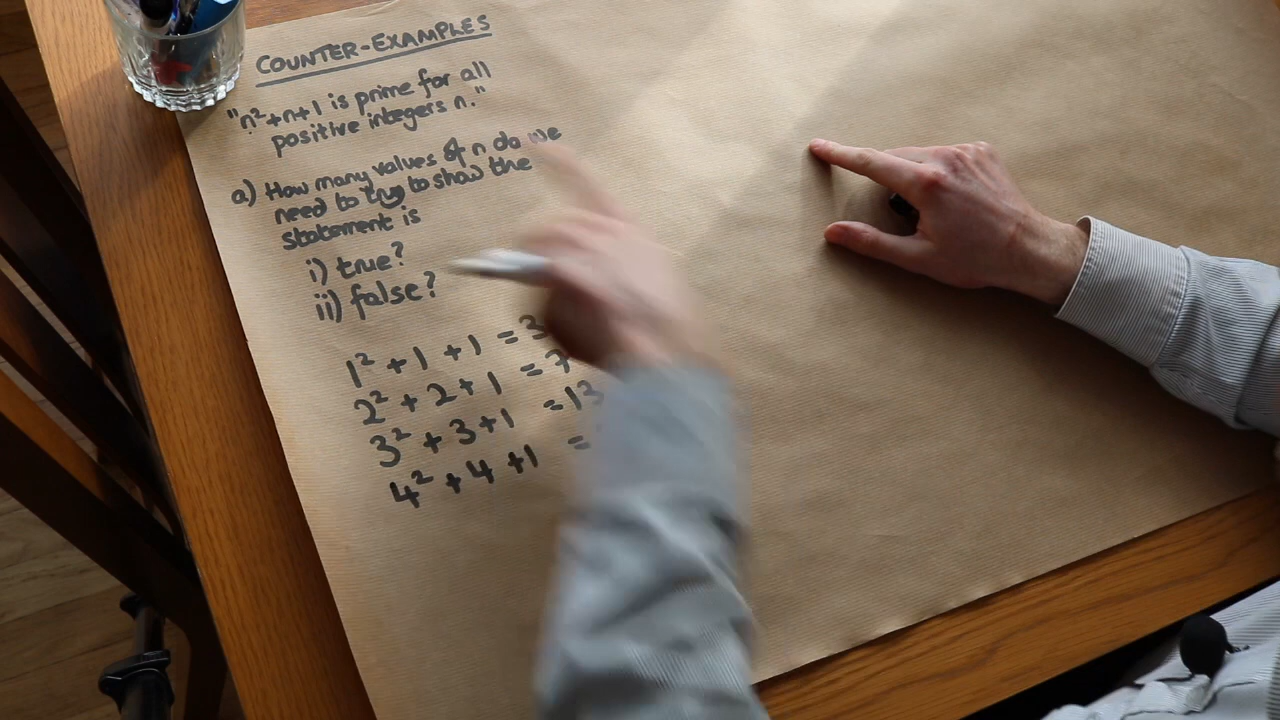 COUNTER-EXAMPLES
"n²+n+1 is prime for all
positive integers n."
a) How many values of n do we
need to try to show the
statement is
i) true?
ii) false?
1² + 1 + 1 = 3
2² + 2 + 1 = 7
3² + 3 + 1 = 13
4² + 4 + 1 =